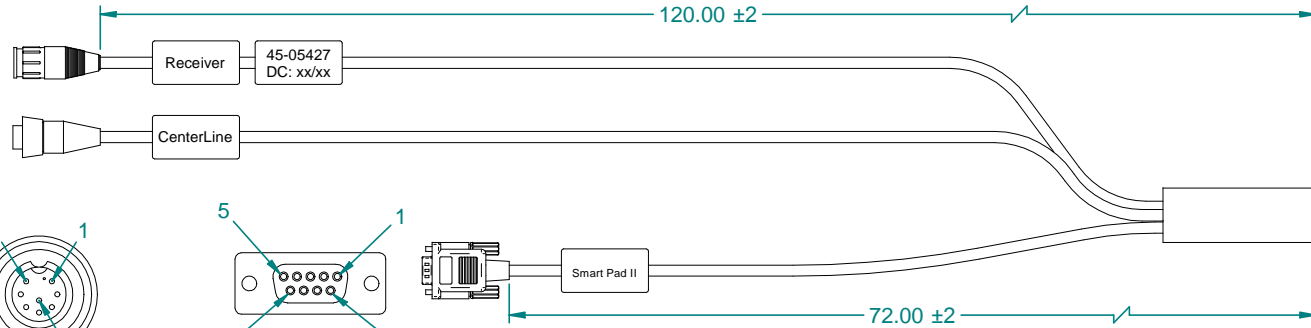 120.00 ±2
Receiver
45-05427
DC: xx/xx
CenterLine
5
1
1
Smart Pad II
72.00 ±2